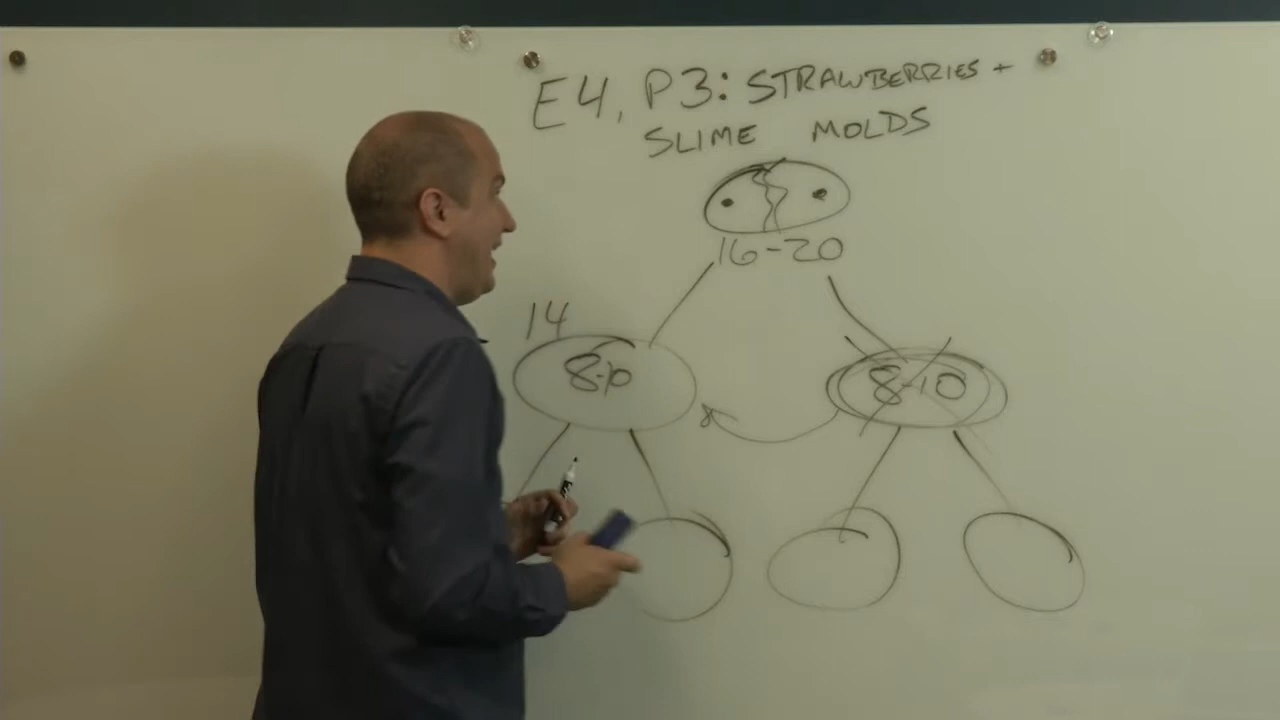 E4, P3: STRAWBERRIES +
SLIME MOLDS
16-20
14
8-10
8-10